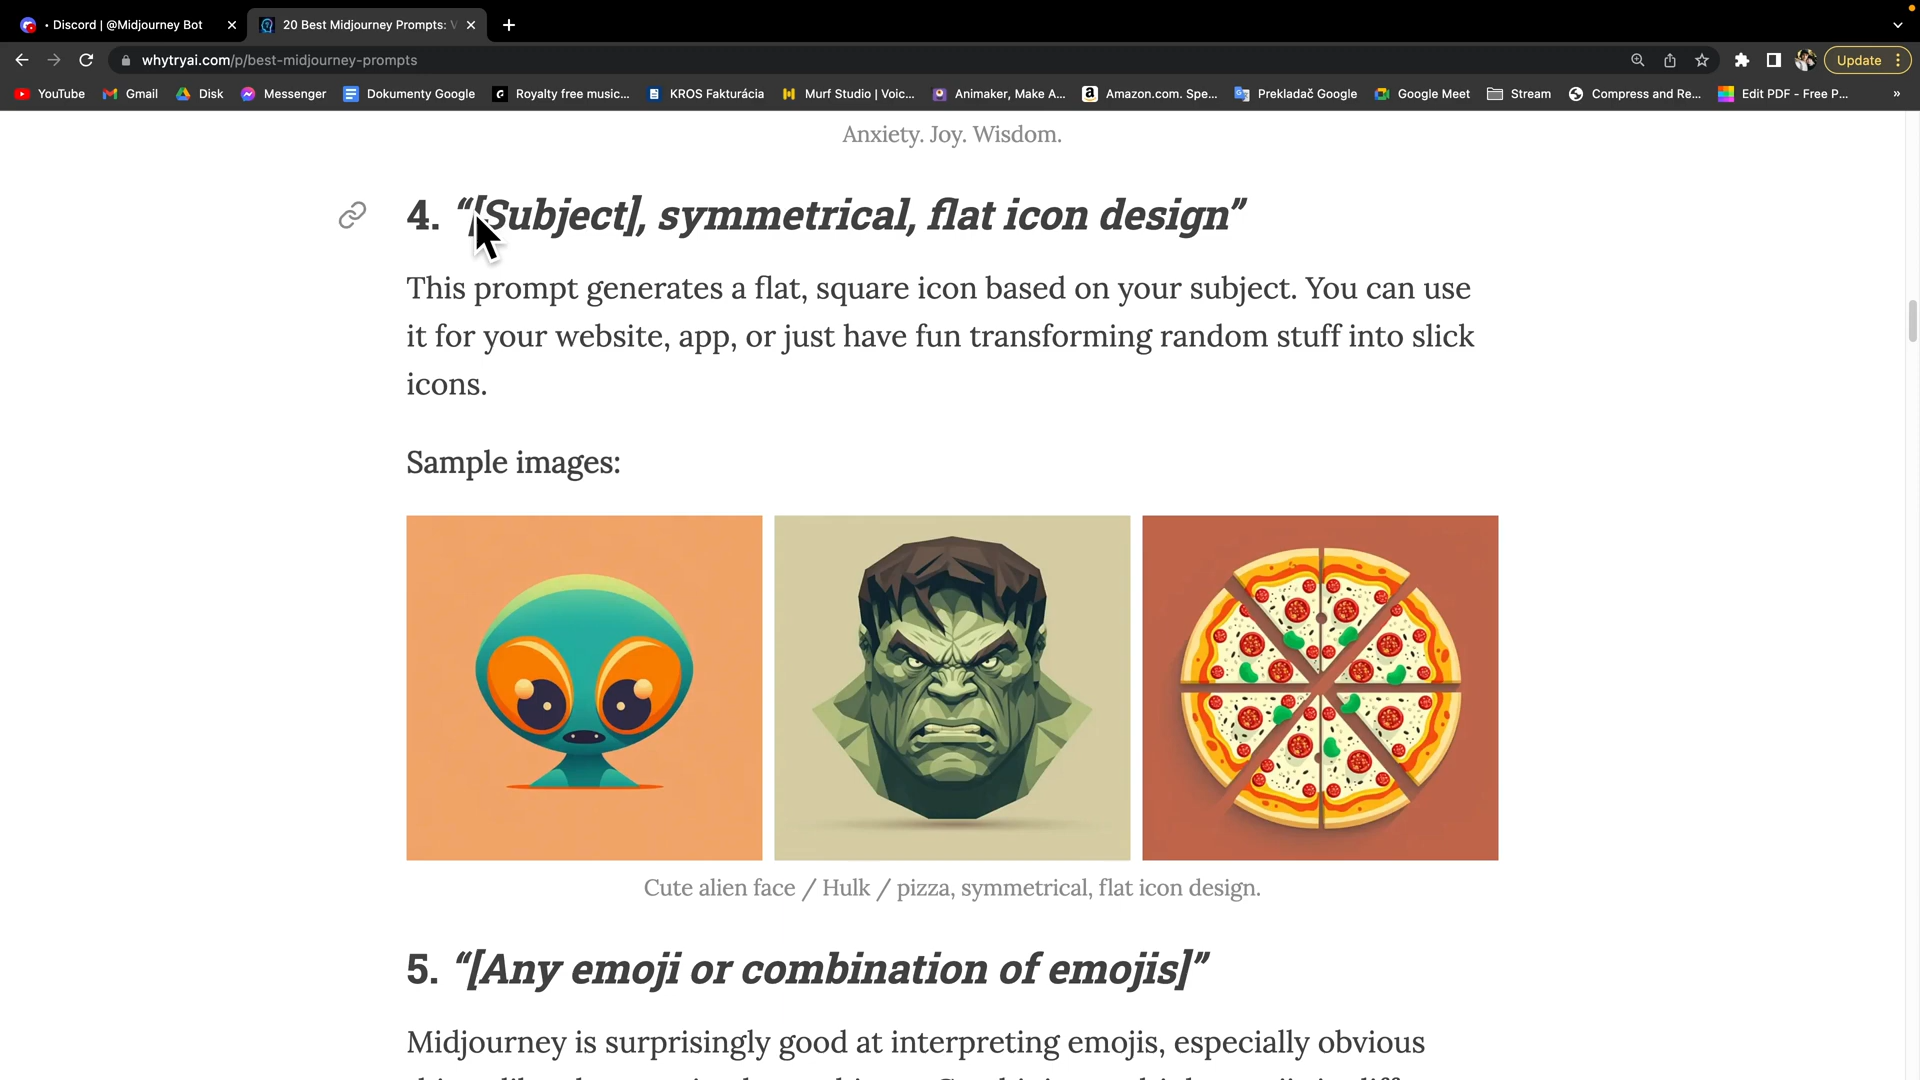 • Discord | @Midjourney Bot
20 Best Midjourney Prompts: V
whytryai.com/p/best-midjourney-prompts
Update
YouTube
Gmail
Disk
Messenger
Dokumenty Google
Royalty free music...
KROS Fakturácia
Murf Studio | Voic...
Animaker, Make A...
Amazon.com. Spe...
Prekladač Google
Google Meet
Stream
Compress and Re...
Edit PDF - Free P...
»
Anxiety. Joy. Wisdom.
4. “[Subject], symmetrical, flat icon design”
This prompt generates a flat, square icon based on your subject. You can use
it for your website, app, or just have fun transforming random stuff into slick
icons.
Sample images:
Cute alien face / Hulk / pizza, symmetrical, flat icon design.
5. “[Any emoji or combination of emojis]”
Midjourney is surprisingly good at interpreting emojis, especially obvious